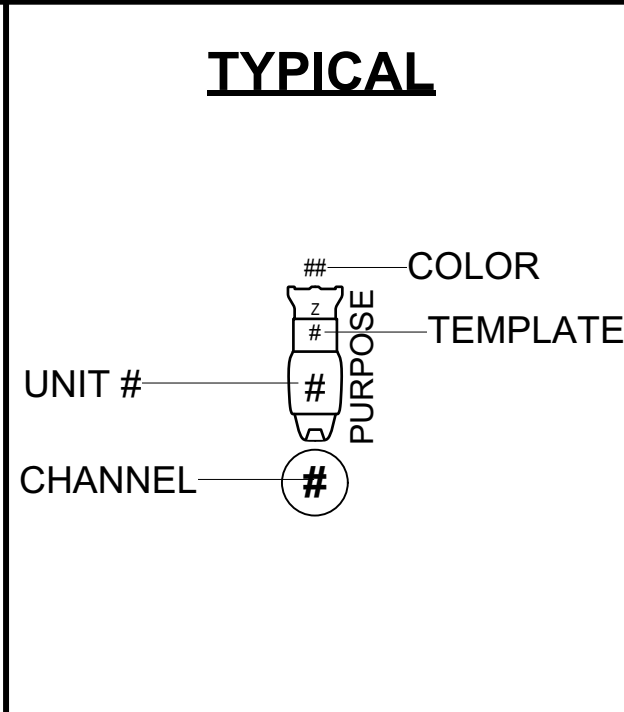 TYPICAL
## COLOR
Z
# TEMPLATE
PURPOSE
UNIT # #
CHANNEL #